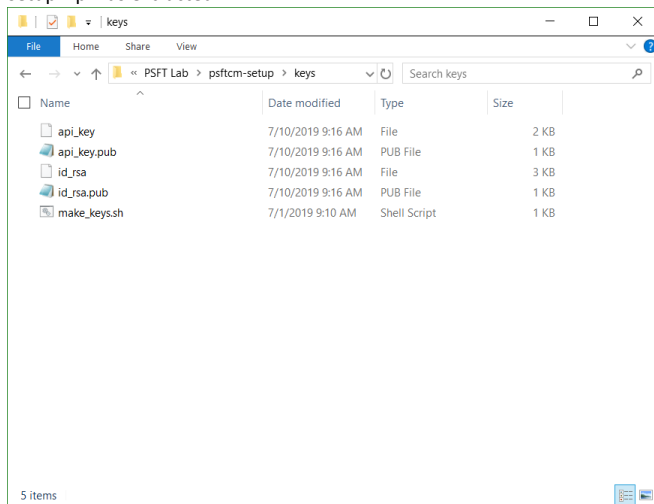 keys
File Home Share View
« PSFT Lab > psftcm-setup > keys Search keys
Name Date modified Type Size
api_key 7/10/2019 9:16 AM File 2 KB
api_key.pub 7/10/2019 9:16 AM PUB File 1 KB
id_rsa 7/10/2019 9:16 AM File 3 KB
id_rsa.pub 7/10/2019 9:16 AM PUB File 1 KB
make_keys.sh 7/1/2019 9:10 AM Shell Script 1 KB
5 items